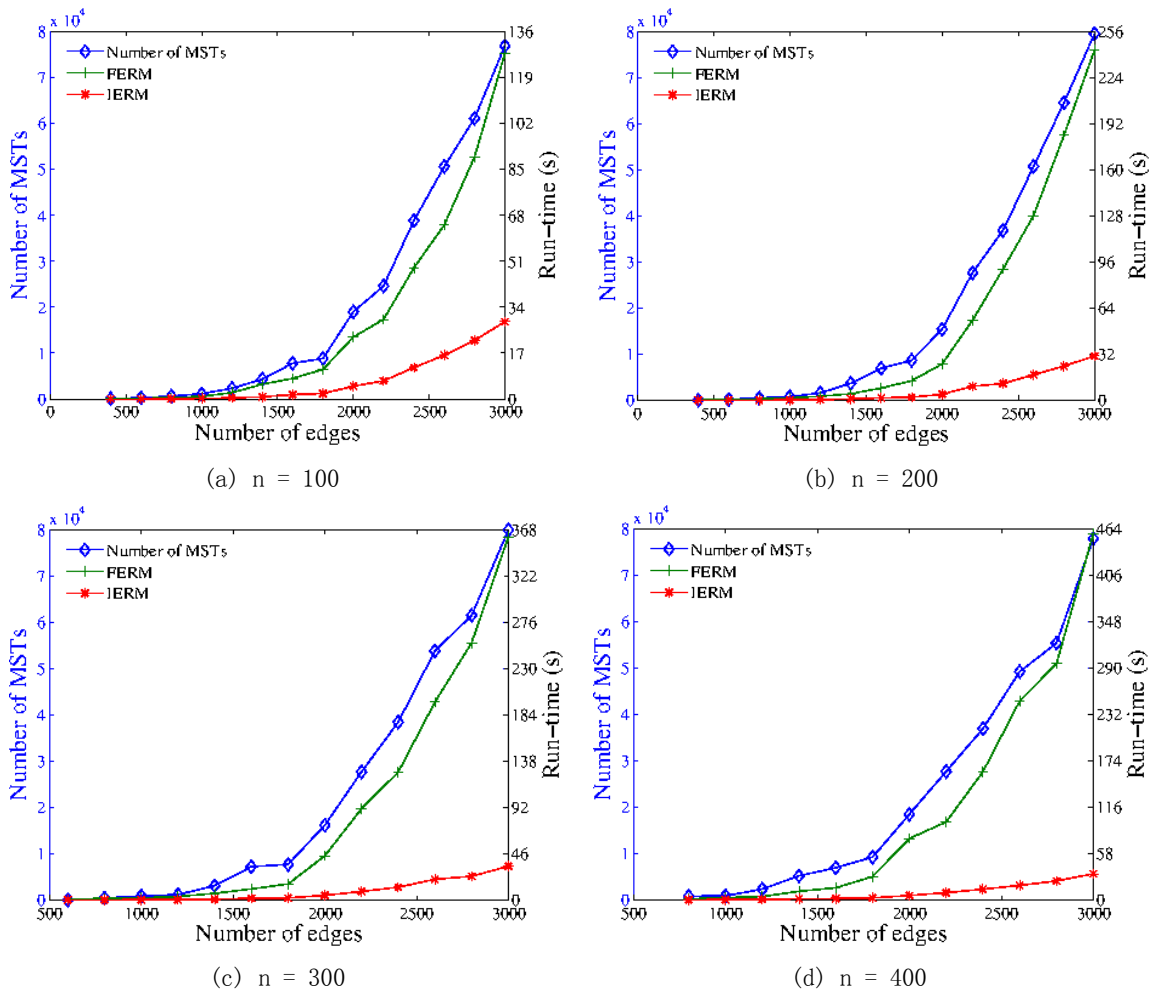 x 10⁴
8
7
6
5
4
3
2
1
0
Number of MSTs
Number of MSTs
FERM
IERM
136
119
102
85
68
51
34
17
0
Run-time (s)
0 500 1000 1500 2000 2500 3000
Number of edges
(a) n = 100
x 10⁴
8
7
6
5
4
3
2
1
0
Number of MSTs
Number of MSTs
FERM
IERM
256
224
192
160
128
96
64
32
0
Run-time (s)
0 500 1000 1500 2000 2500 3000
Number of edges
(b) n = 200
x 10⁴
8
7
6
5
4
3
2
1
0
Number of MSTs
Number of MSTs
FERM
IERM
368
322
276
230
184
138
92
46
0
Run-time (s)
500 1000 1500 2000 2500 3000
Number of edges
(c) n = 300
x 10⁴
8
7
6
5
4
3
2
1
0
Number of MSTs
Number of MSTs
FERM
IERM
464
406
348
290
232
174
116
58
0
Run-time (s)
500 1000 1500 2000 2500 3000
Number of edges
(d) n = 400